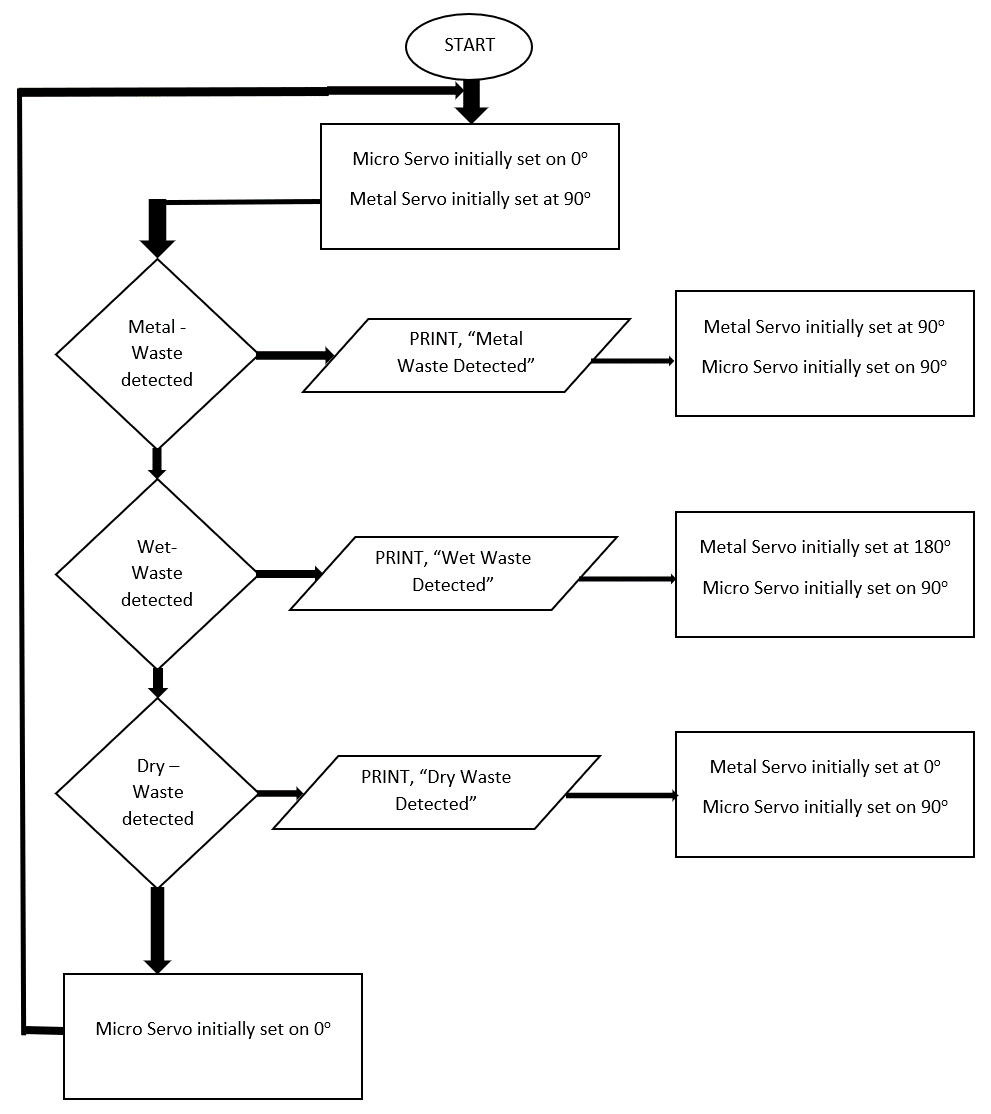 START
Micro Servo initially set on 0°
Metal Servo initially set at 90°
Metal -
Waste
detected
PRINT, “Metal
Waste Detected”
Metal Servo initially set at 90°
Micro Servo initially set on 90°
Wet-
Waste
detected
PRINT, “Wet Waste
Detected”
Metal Servo initially set at 180°
Micro Servo initially set on 90°
Dry –
Waste
detected
PRINT, “Dry Waste
Detected”
Metal Servo initially set at 0°
Micro Servo initially set on 90°
Micro Servo initially set on 0°